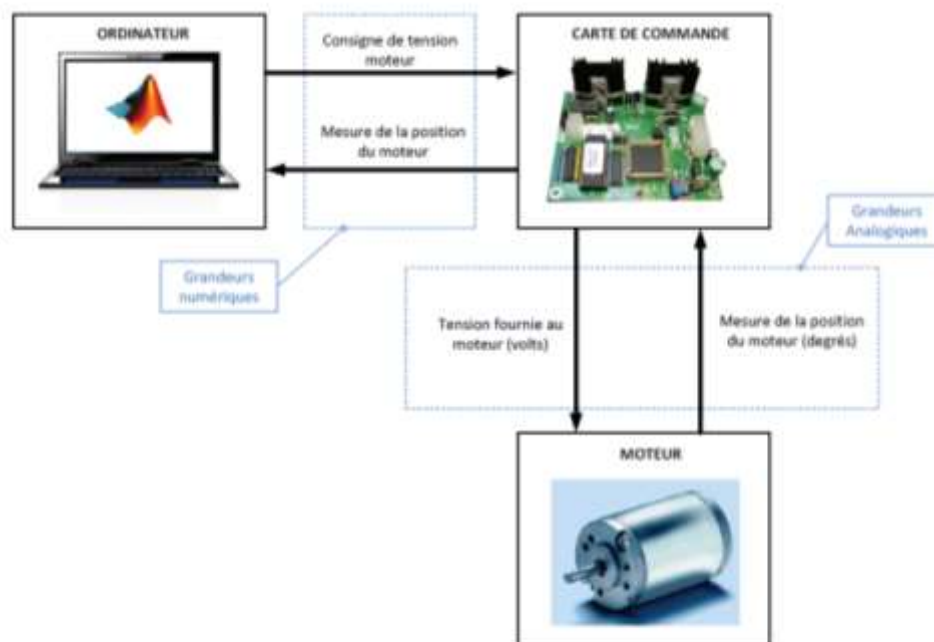 ORDINATEUR
Consigne de tension
moteur
Mesure de la position
du moteur
CARTE DE COMMANDE
Grandeurs
numériques
Grandeurs
Analogiques
Tension fournie au
moteur (volts)
Mesure de la position
du moteur (degrés)
MOTEUR